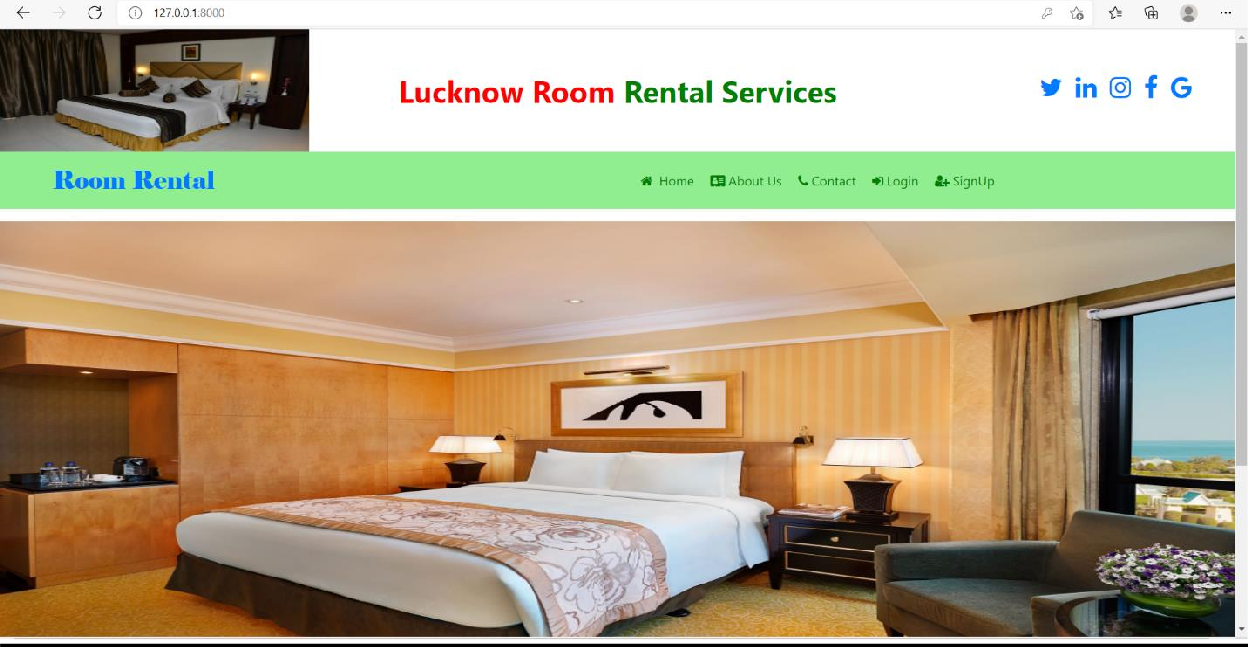 127.0.0.1:8000
Lucknow Room Rental Services
Room Rental
Home About Us Contact Login SignUp